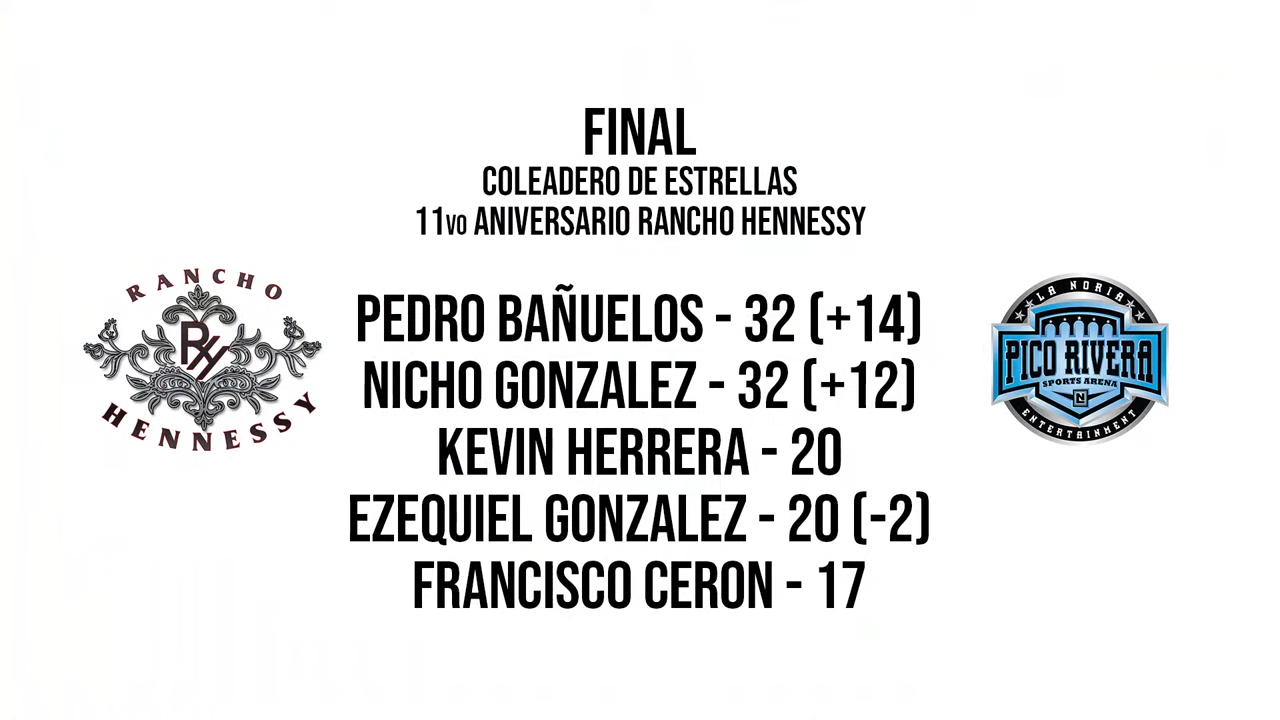 FINAL
COLEADERO DE ESTRELLAS
11VO ANIVERSARIO RANCHO HENNESSY
RANCHO
RH
HENNESSY
PEDRO BAÑUELOS - 32 (+14)
NICHO GONZALEZ - 32 (+12)
KEVIN HERRERA - 20
EZEQUIEL GONZALEZ - 20 (-2)
FRANCISCO CERON - 17
LA NORIA
PICO RIVERA
SPORTS ARENA
N
ENTERTAINMENT